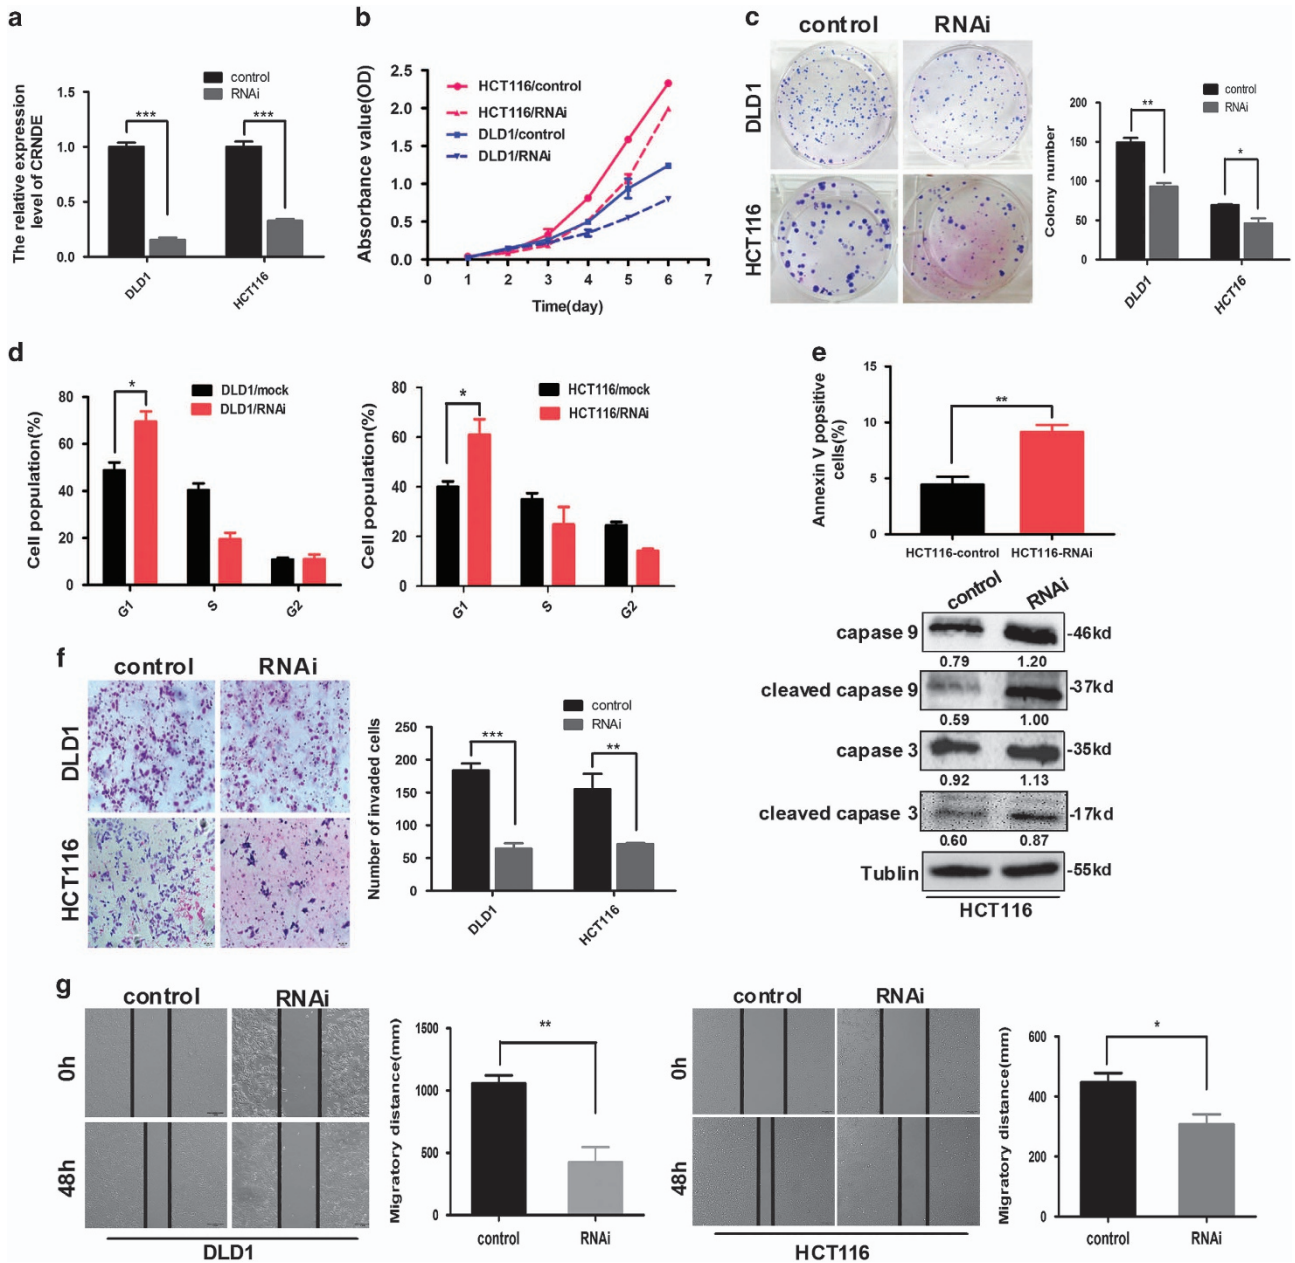 a
control
RNAi
The relative expression
level of CRNDE
1.5
1.0
0.5
0.0
***
***
DLD1
HCT116
b
Absorbance value(OD)
2.5
2.0
1.5
1.0
0.5
0.0
HCT116/control
HCT116/RNAi
DLD1/control
DLD1/RNAi
0 1 2 3 4 5 6 7
Time(day)
c
control
RNAi
DLD1
HCT116
control
RNAi
Colony number
200
150
100
50
0
**
*
DLD1
HCT16
d
Cell population(%)
80
60
40
20
0
*
DLD1/mock
DLD1/RNAi
G1
S
G2
Cell population(%)
80
60
40
20
0
*
HCT116/mock
HCT116/RNAi
G1
S
G2
e
Annexin V popsitive
cells(%)
15
10
5
0
**
HCT116-control
HCT116-RNAi
control
RNAi
capase 9
-46kd
0.79 1.20
cleaved capase 9
-37kd
0.59 1.00
capase 3
-35kd
0.92 1.13
cleaved capase 3
-17kd
0.60 0.87
Tublin
-55kd
HCT116
f
control
RNAi
DLD1
HCT116
control
RNAi
Number of invaded cells
250
200
150
100
50
0
***
**
DLD1
HCT116
g
control
RNAi
0h
48h
DLD1
Migratory distance(mm)
1500
1000
500
0
**
control
RNAi
control
RNAi
0h
48h
HCT116
Migratory distance(mm)
600
400
200
0
*
control
RNAi